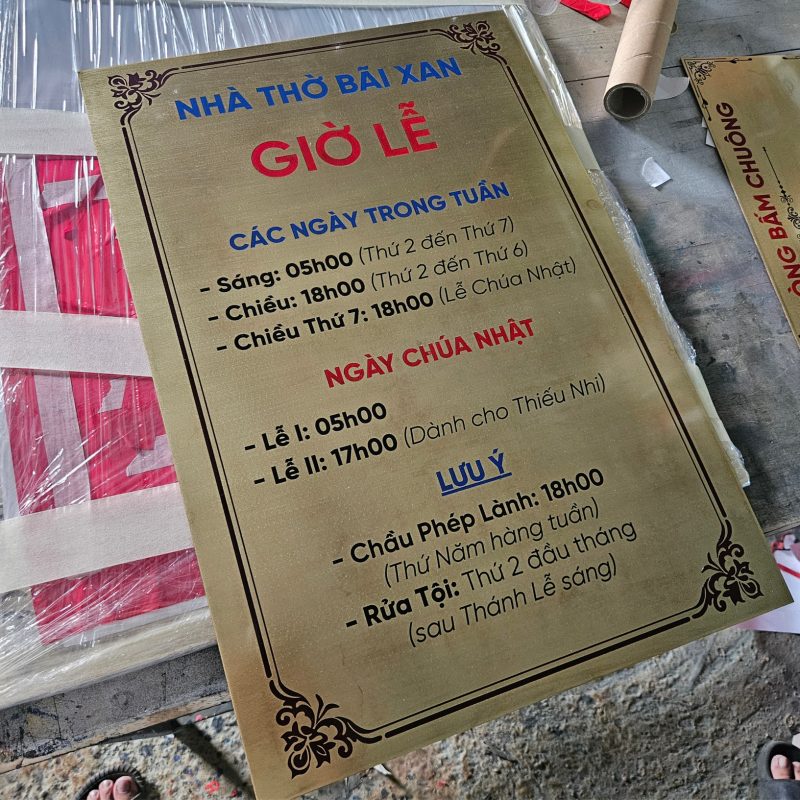 NHÀ THỜ BÃI XAN
GIỜ LỄ
CÁC NGÀY TRONG TUẦN
- Sáng: 05h00 (Thứ 2 đến Thứ 7)
- Chiều: 18h00 (Thứ 2 đến Thứ 6)
- Chiều Thứ 7: 18h00 (Lễ Chúa Nhật)
NGÀY CHÚA NHẬT
- Lễ I: 05h00
- Lễ II: 17h00 (Dành cho Thiếu Nhi)
LƯU Ý
- Chầu Phép Lành: 18h00
(Thứ Năm hàng tuần)
- Rửa Tội: Thứ 2 đầu tháng
(sau Thánh Lễ sáng)
ÔNG BẤM CHUÔNG